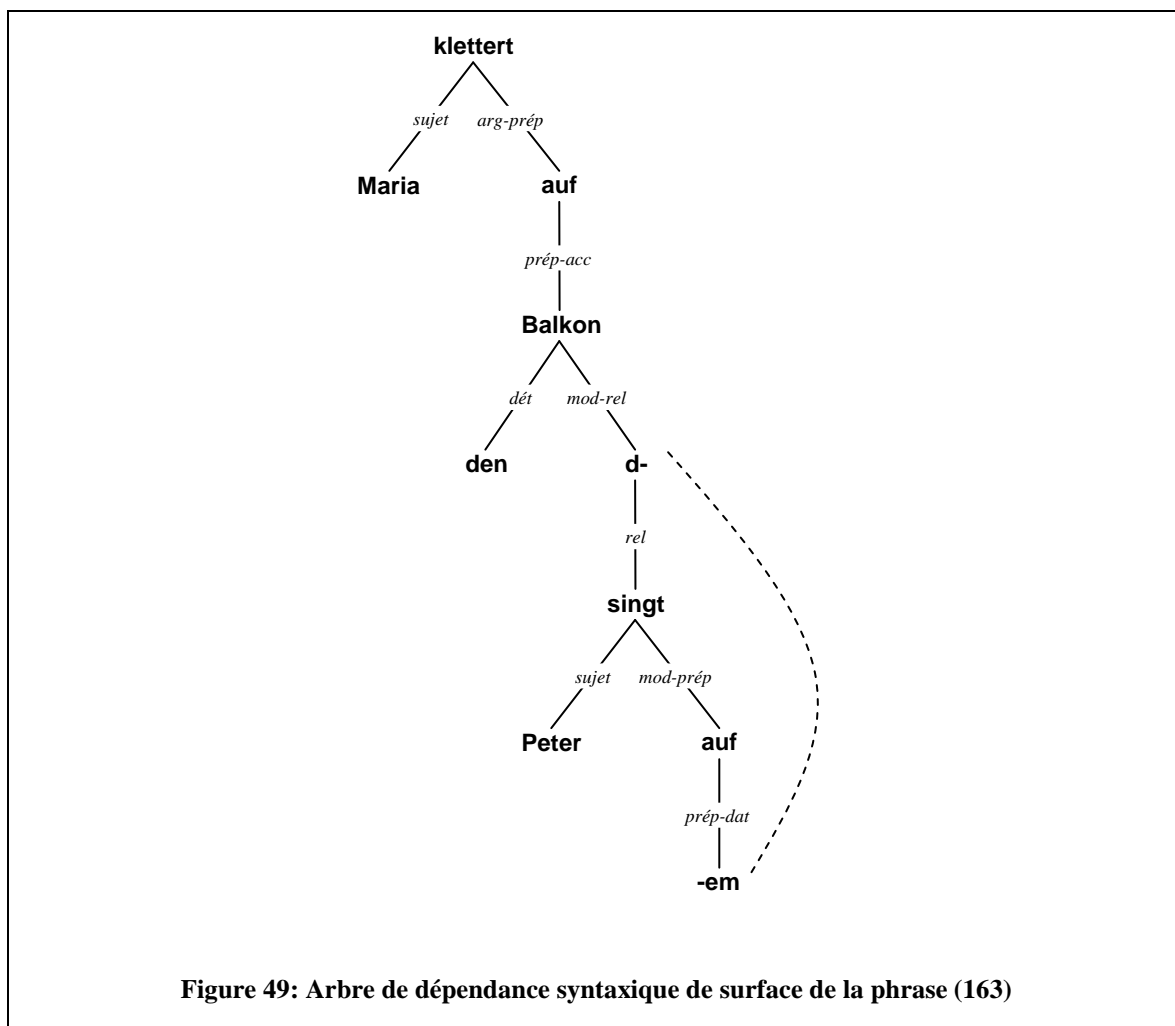 klettert
sujet arg-prép
Maria auf
prép-acc
Balkon
dét mod-rel
den d-
rel
singt
sujet mod-prép
Peter auf
prép-dat
-em
Figure 49: Arbre de dépendance syntaxique de surface de la phrase (163)